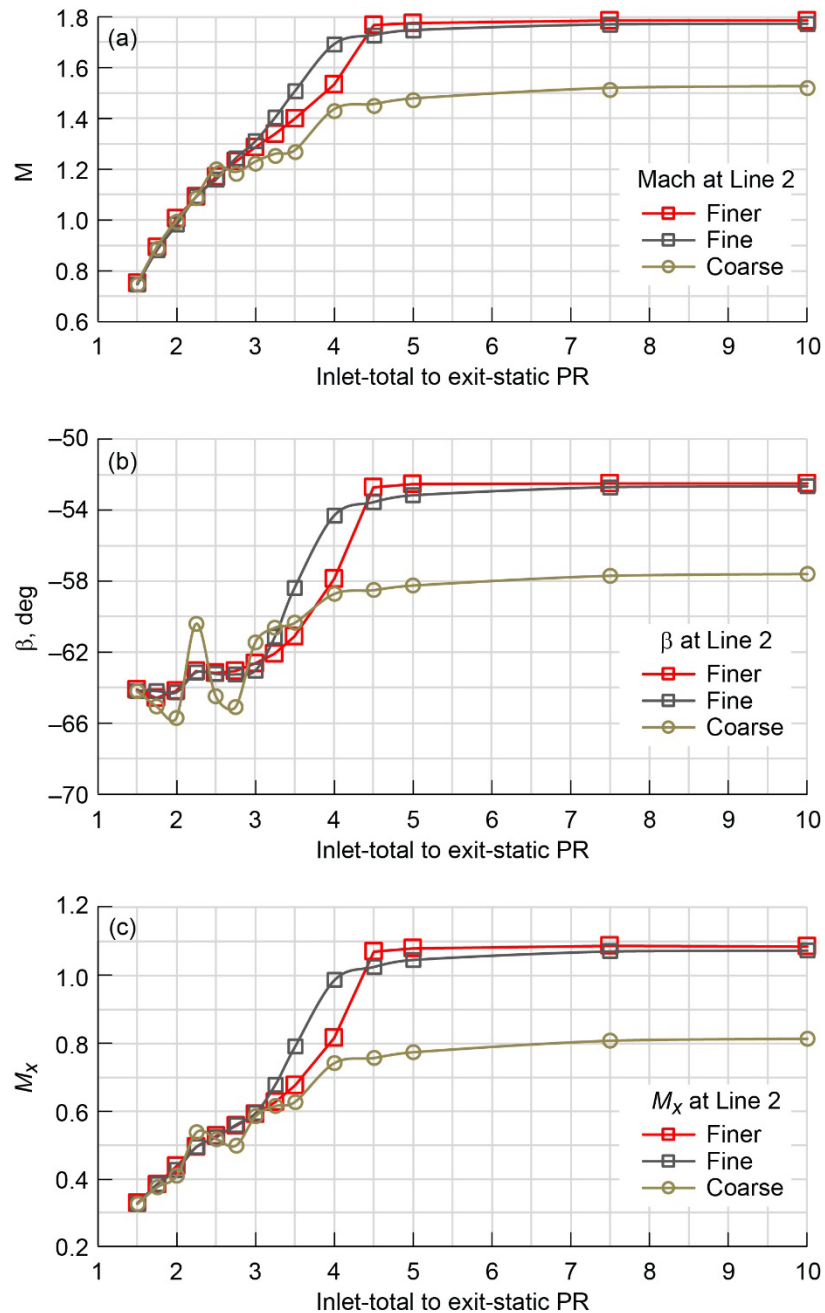 (a)
M
1.8
1.6
1.4
1.2
1.0
0.8
0.6
Mach at Line 2
Finer
Fine
Coarse
1 2 3 4 5 6 7 8 9 10
Inlet-total to exit-static PR
(b)
β, deg
–50
–54
–58
–62
–66
–70
β at Line 2
Finer
Fine
Coarse
1 2 3 4 5 6 7 8 9 10
Inlet-total to exit-static PR
(c)
Mx
1.2
1.0
0.8
0.6
0.4
0.2
Mx at Line 2
Finer
Fine
Coarse
1 2 3 4 5 6 7 8 9 10
Inlet-total to exit-static PR